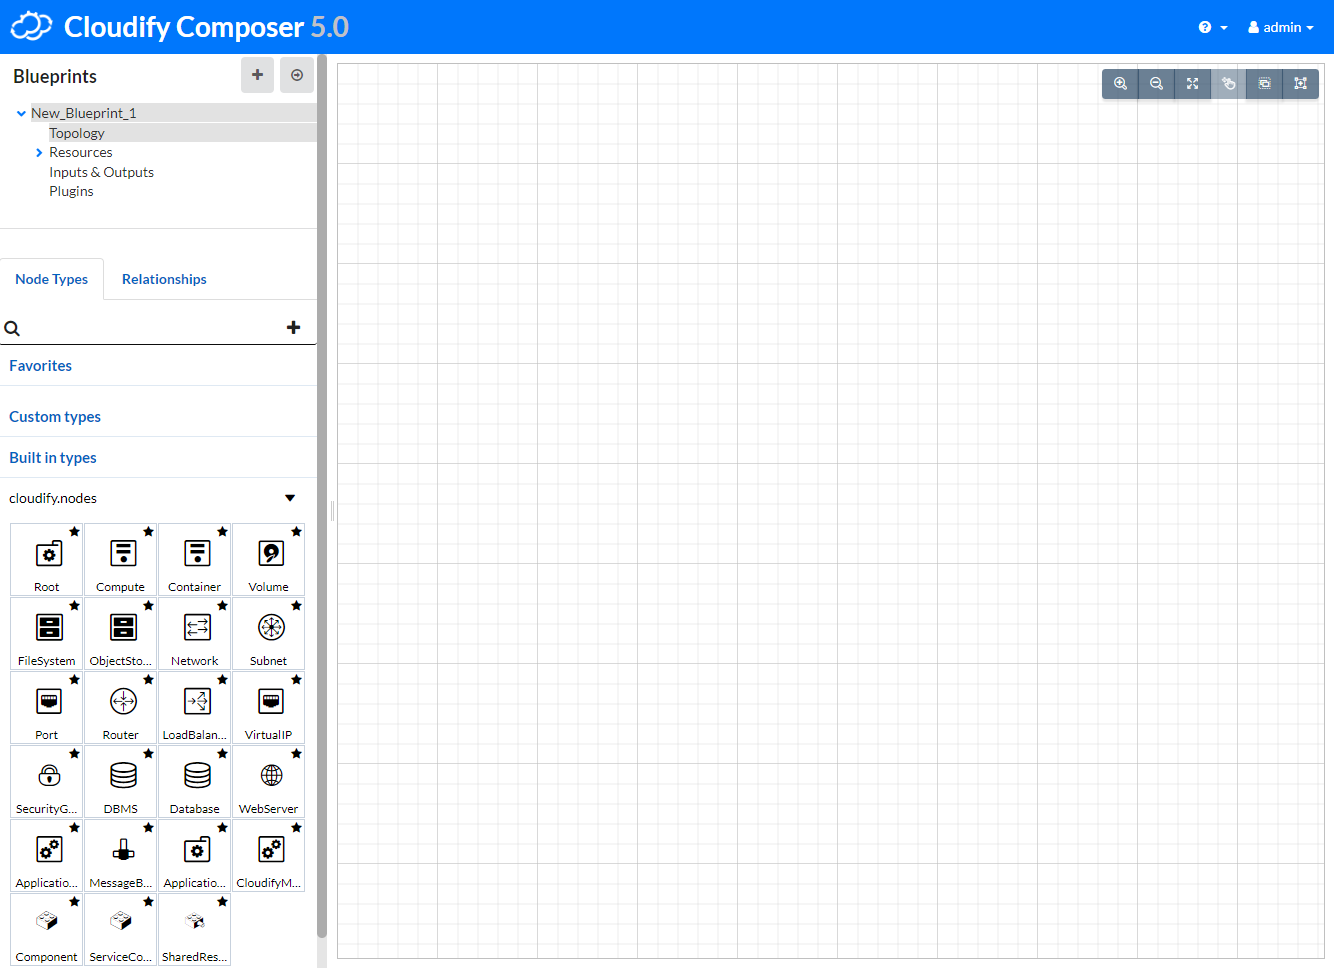 Cloudify Composer 5.0
? admin
Blueprints
New_Blueprint_1
Topology
Resources
Inputs & Outputs
Plugins
Node Types Relationships
Favorites
Custom types
Built in types
cloudify.nodes
Root Compute Container Volume
FileSystem ObjectSto... Network Subnet
Port Router LoadBalan... VirtualIP
SecurityG... DBMS Database WebServer
Applicatio... MessageB... Applicatio... CloudifyM...
Component ServiceCo... SharedRes...